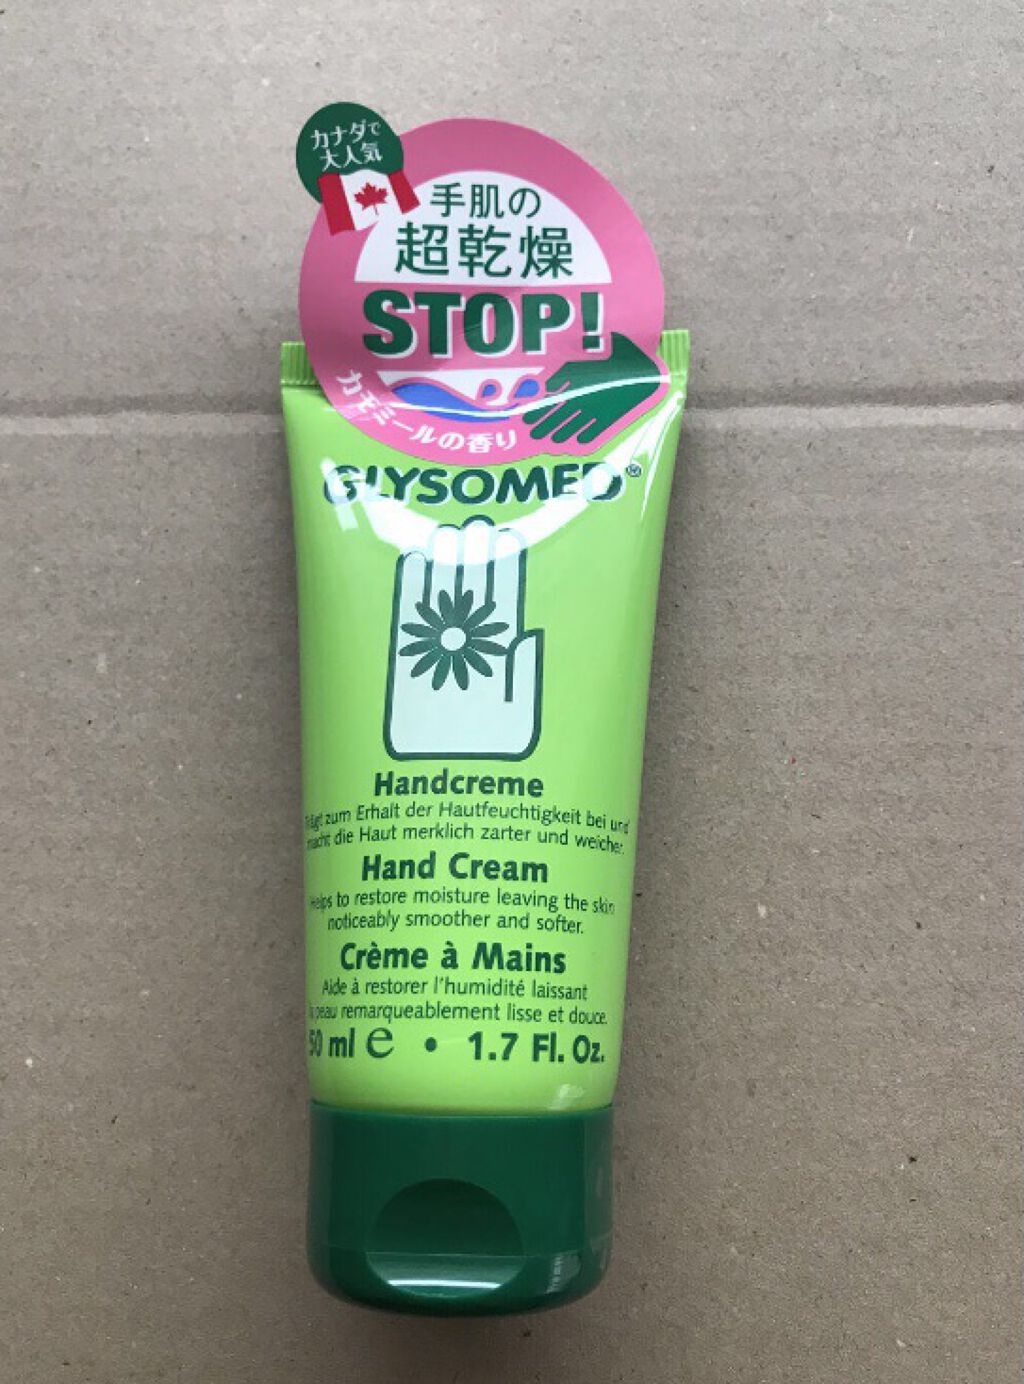 カナダで
大人気
手肌の
超乾燥
STOP!
カモミールの香り
GLYSOMED®
Handcreme
Trägt zum Erhalt der Hautfeuchtigkeit bei und
macht die Haut merklich zarter und weicher.
Hand Cream
Helps to restore moisture leaving the skin
noticeably smoother and softer.
Crème à Mains
Aide à restorer l'humidité laissant
la peau remarqueablement lisse et douce.
50 ml e • 1.7 Fl. Oz.